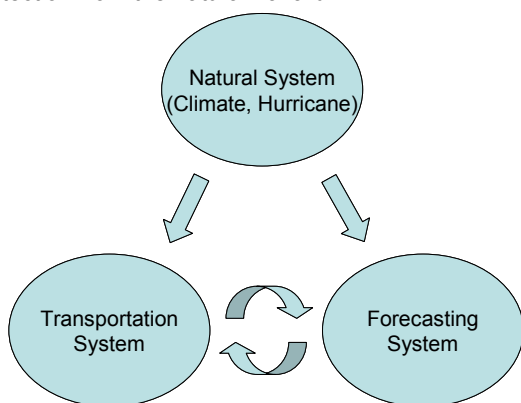 Natural System
(Climate, Hurricane)
Transportation
System
Forecasting
System